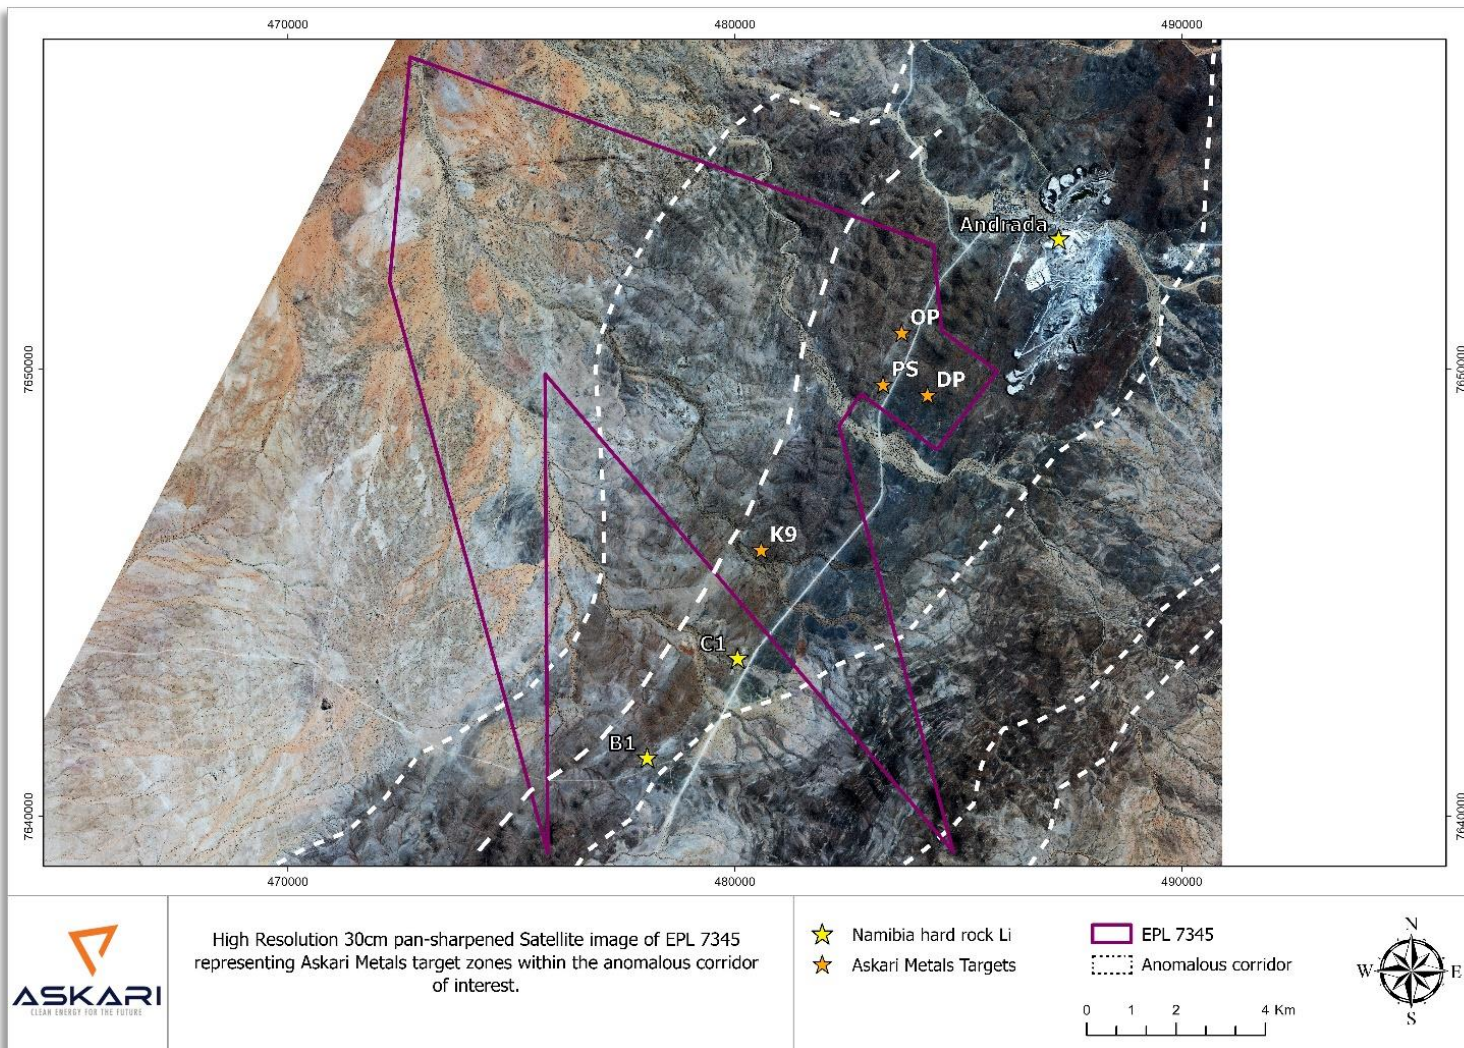 470000
480000
490000
Andrada
OP
7650000
7650000
PS
DP
K9
C1
B1
7640000
7640000
470000
480000
490000
ASKARI
CLEAN ENERGY FOR THE FUTURE
High Resolution 30cm pan-sharpened Satellite image of EPL 7345
representing Askari Metals target zones within the anomalous corridor
of interest.
Namibia hard rock Li
Askari Metals Targets
EPL 7345
Anomalous corridor
0 1 2 4 Km
N
W E
S